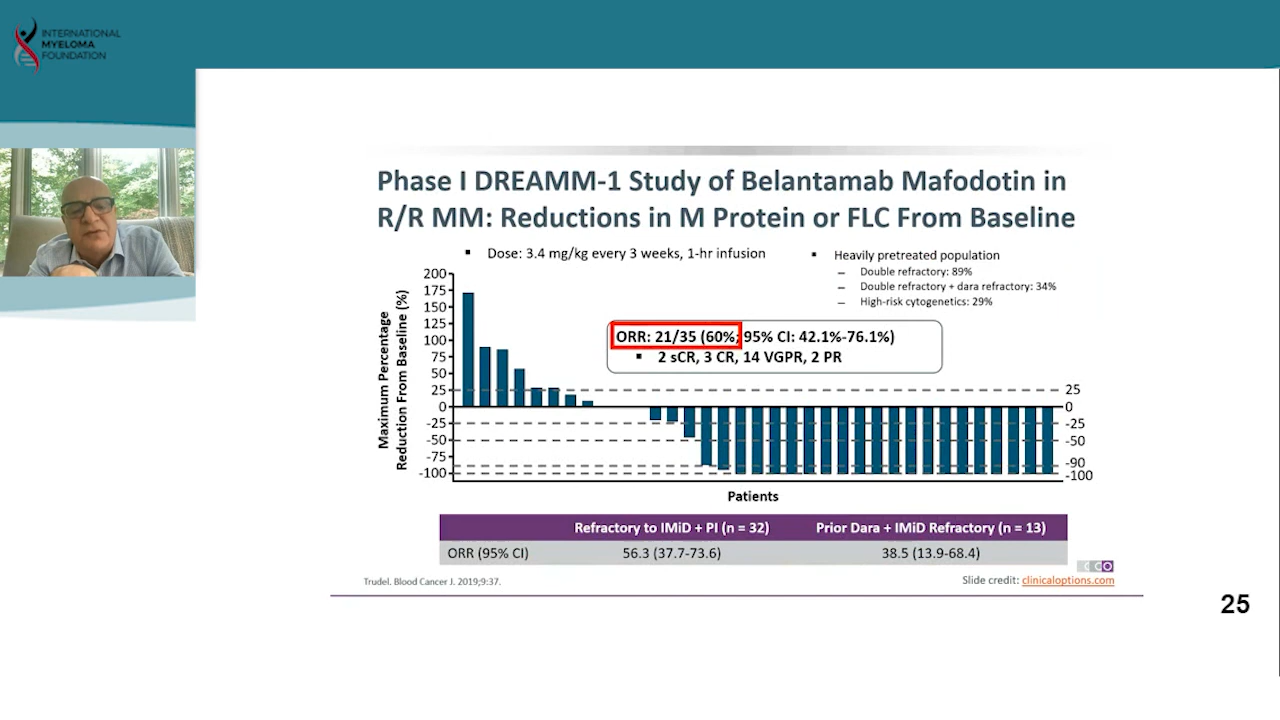 INTERNATIONAL
MYELOMA
FOUNDATION
Phase I DREAMM-1 Study of Belantamab Mafodotin in
R/R MM: Reductions in M Protein or FLC From Baseline
▪ Dose: 3.4 mg/kg every 3 weeks, 1-hr infusion
▪ Heavily pretreated population
– Double refractory: 89%
– Double refractory + dara refractory: 34%
– High-risk cytogenetics: 29%
Maximum Percentage
Reduction From Baseline (%)
200
175
150
125
100
75
50
25
0
-25
-50
-75
-100
ORR: 21/35 (60%; 95% CI: 42.1%-76.1%)
▪ 2 sCR, 3 CR, 14 VGPR, 2 PR
25
0
-25
-50
-90
-100
Patients
Refractory to IMiD + PI (n = 32) Prior Dara + IMiD Refractory (n = 13)
ORR (95% CI) 56.3 (37.7-73.6) 38.5 (13.9-68.4)
CCO
Trudel. Blood Cancer J. 2019;9:37.
Slide credit: clinicaloptions.com
25